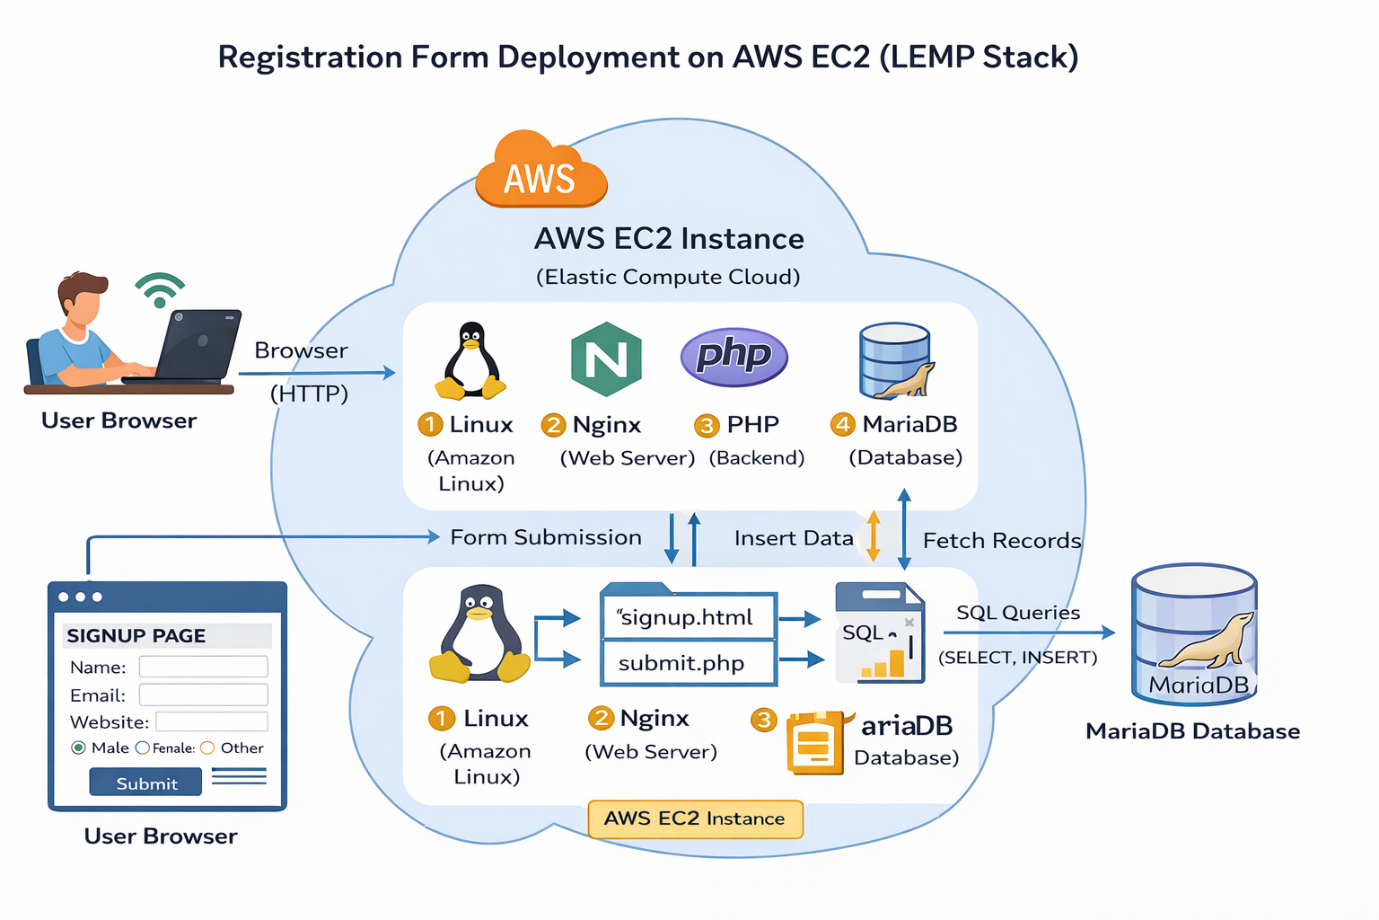 Registration Form Deployment on AWS EC2 (LEMP Stack)
AWS
AWS EC2 Instance
(Elastic Compute Cloud)
Browser
(HTTP)
User Browser
php
1 Linux
(Amazon
Linux)
2 Nginx
(Web Server)
3 PHP
(Backend)
4 MariaDB
(Database)
Form Submission
Insert Data
Fetch Records
SIGNUP PAGE
Name:
Email:
Website:
Male Fenale: Other
Submit
User Browser
"signup.html
submit.php
SQL
SQL Queries
(SELECT, INSERT)
MariaDB
MariaDB Database
1 Linux
(Amazon
Linux)
2 Nginx
(Web Server)
3 ariaDB
Database)
AWS EC2 Instance